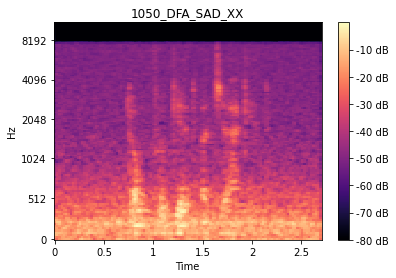 1050_DFA_SAD_XX
8192
4096
2048
1024
512
0
Hz
0
0.5
1
1.5
2
2.5
Time
-10 dB
-20 dB
-30 dB
-40 dB
-50 dB
-60 dB
-70 dB
-80 dB